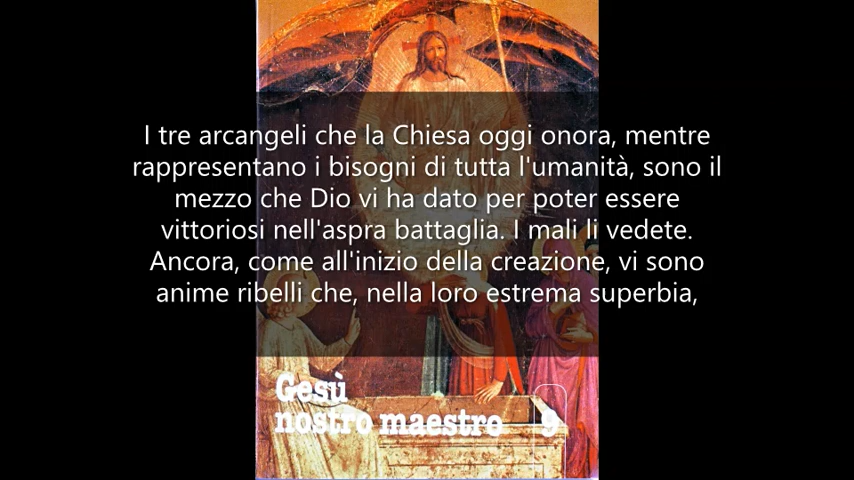 I tre arcangeli che la Chiesa oggi onora, mentre
rappresentano i bisogni di tutta l'umanità, sono il
mezzo che Dio vi ha dato per poter essere
vittoriosi nell'aspra battaglia. I mali li vedete.
Ancora, come all'inizio della creazione, vi sono
anime ribelli che, nella loro estrema superbia,
Gesù
nostro maestro 9